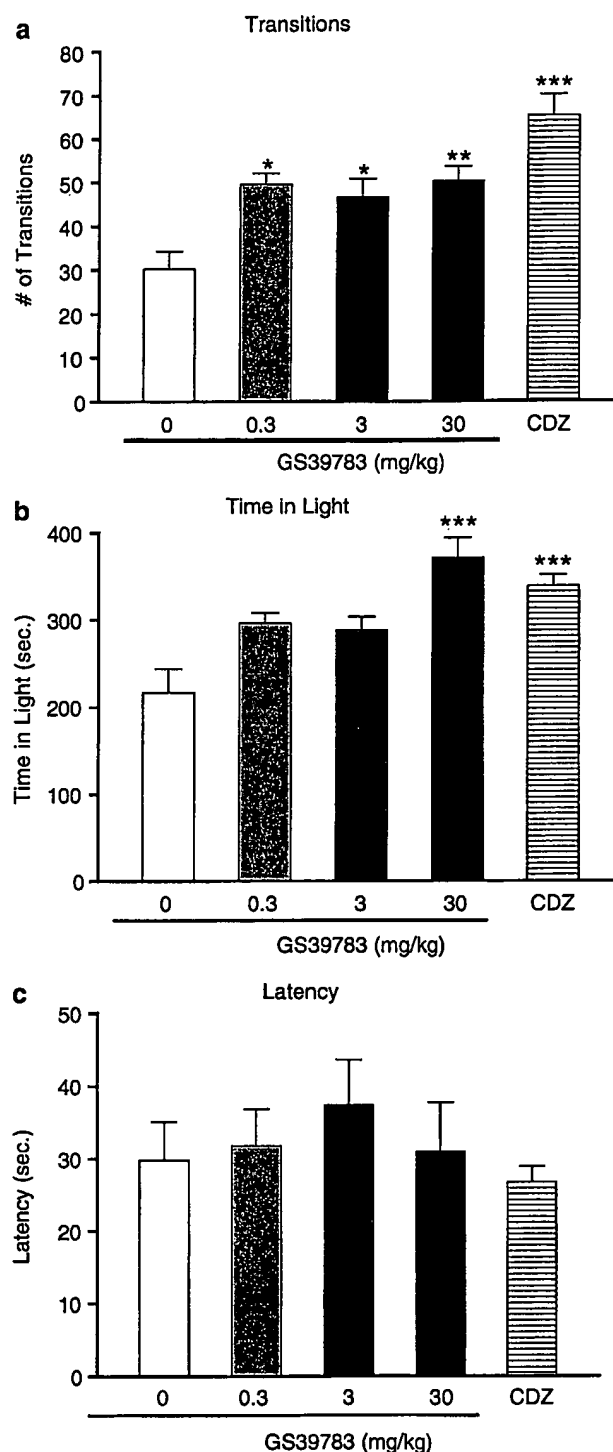 a
Transitions
# of Transitions
80
70
60
50
40
30
20
10
0
* * ** ***
0 0.3 3 30 CDZ
GS39783 (mg/kg)
b
Time in Light
Time in Light (sec.)
400
300
200
100
0
*** ***
0 0.3 3 30 CDZ
GS39783 (mg/kg)
c
Latency
Latency (sec.)
50
40
30
20
10
0
0 0.3 3 30 CDZ
GS39783 (mg/kg)